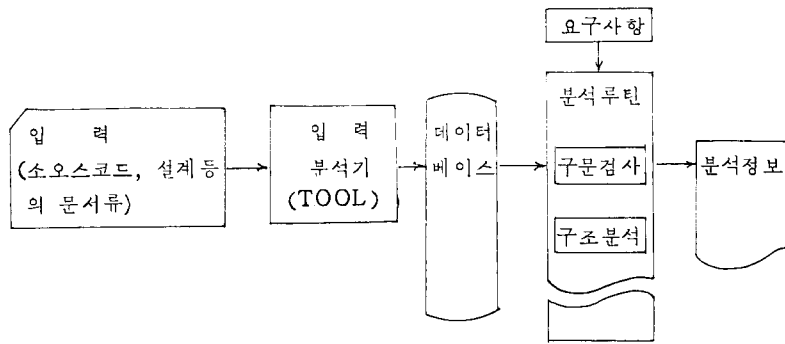 요구사항
입 력
(소오스코드, 설계등
의 문서류)
입 력
분석기
(TOOL)
데이터
베이스
분석루틴
구문검사
구조분석
분석정보